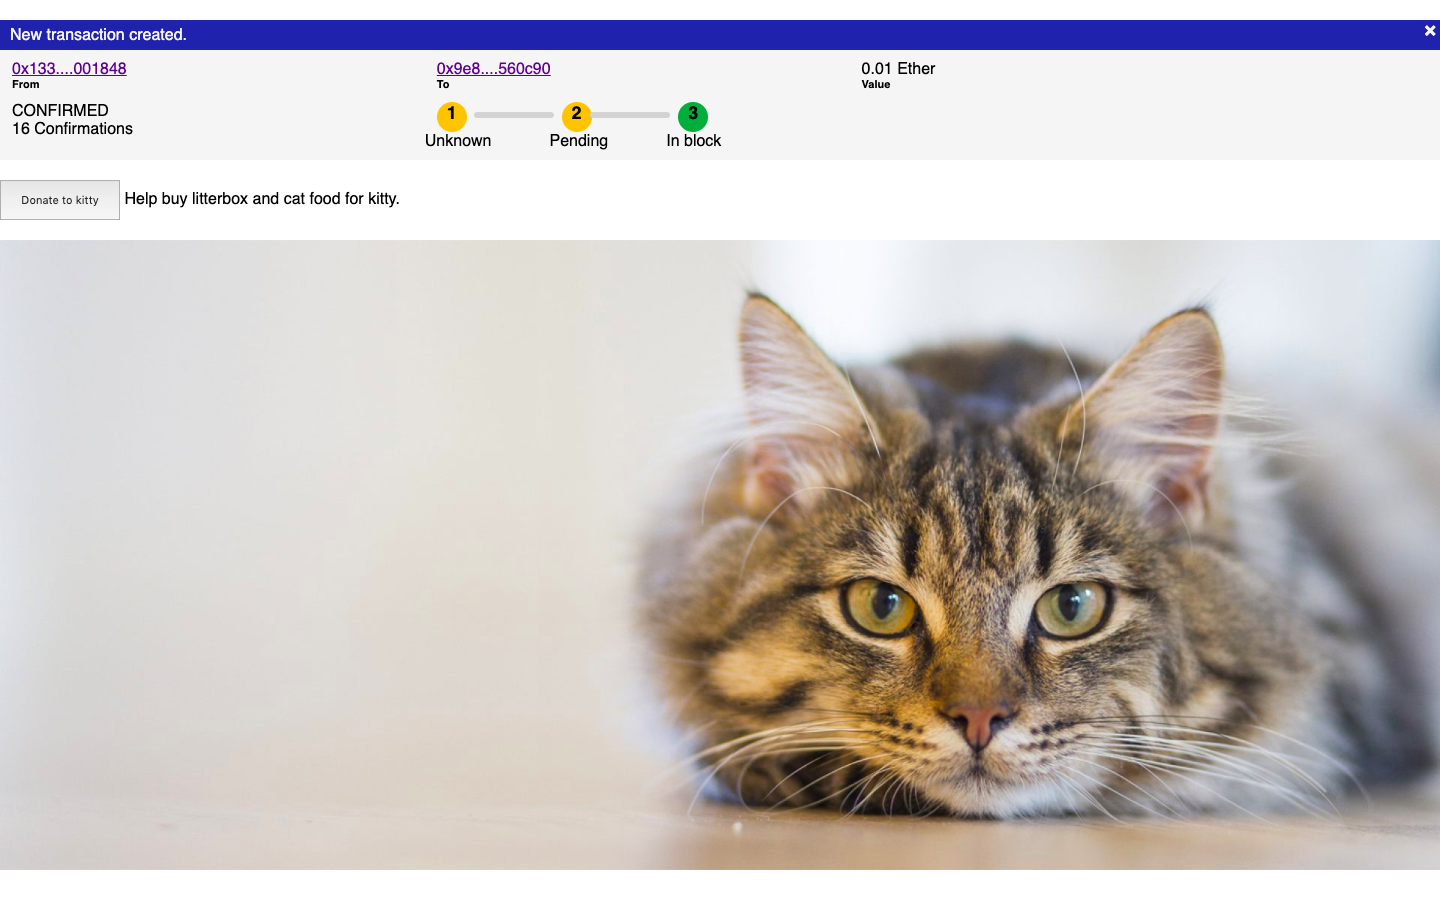 New transaction created.
0x133....001848
From
0x9e8....560c90
To
0.01 Ether
Value
CONFIRMED
16 Confirmations
1
2
3
Unknown
Pending
In block
Donate to kitty
Help buy litterbox and cat food for kitty.